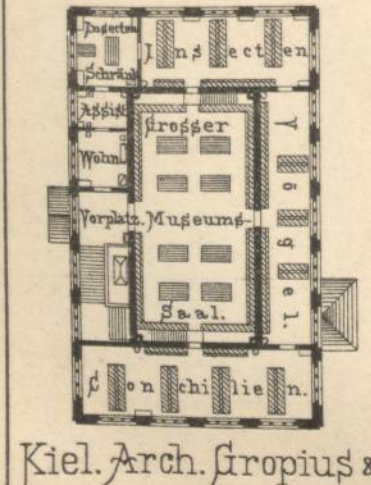 Insecten
Schränk
Insecten
Assist.
Wohn.
Grosser
Museums-
Saal.
Vorplatz.
Vögel.
Conchilien.
Kiel. Arch. Gropius &